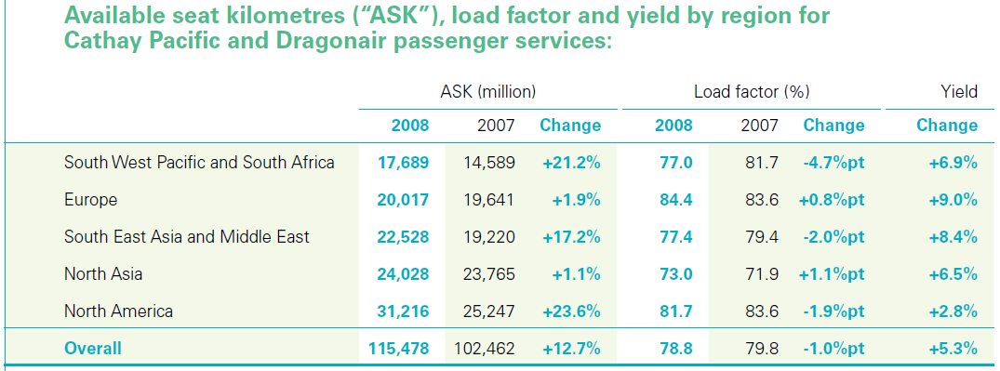 Available seat kilometres (“ASK”), load factor and yield by region for
Cathay Pacific and Dragonair passenger services:
ASK (million) Load factor (%) Yield
2008 2007 Change 2008 2007 Change Change
South West Pacific and South Africa 17,689 14,589 +21.2% 77.0 81.7 -4.7%pt +6.9%
Europe 20,017 19,641 +1.9% 84.4 83.6 +0.8%pt +9.0%
South East Asia and Middle East 22,528 19,220 +17.2% 77.4 79.4 -2.0%pt +8.4%
North Asia 24,028 23,765 +1.1% 73.0 71.9 +1.1%pt +6.5%
North America 31,216 25,247 +23.6% 81.7 83.6 -1.9%pt +2.8%
Overall 115,478 102,462 +12.7% 78.8 79.8 -1.0%pt +5.3%